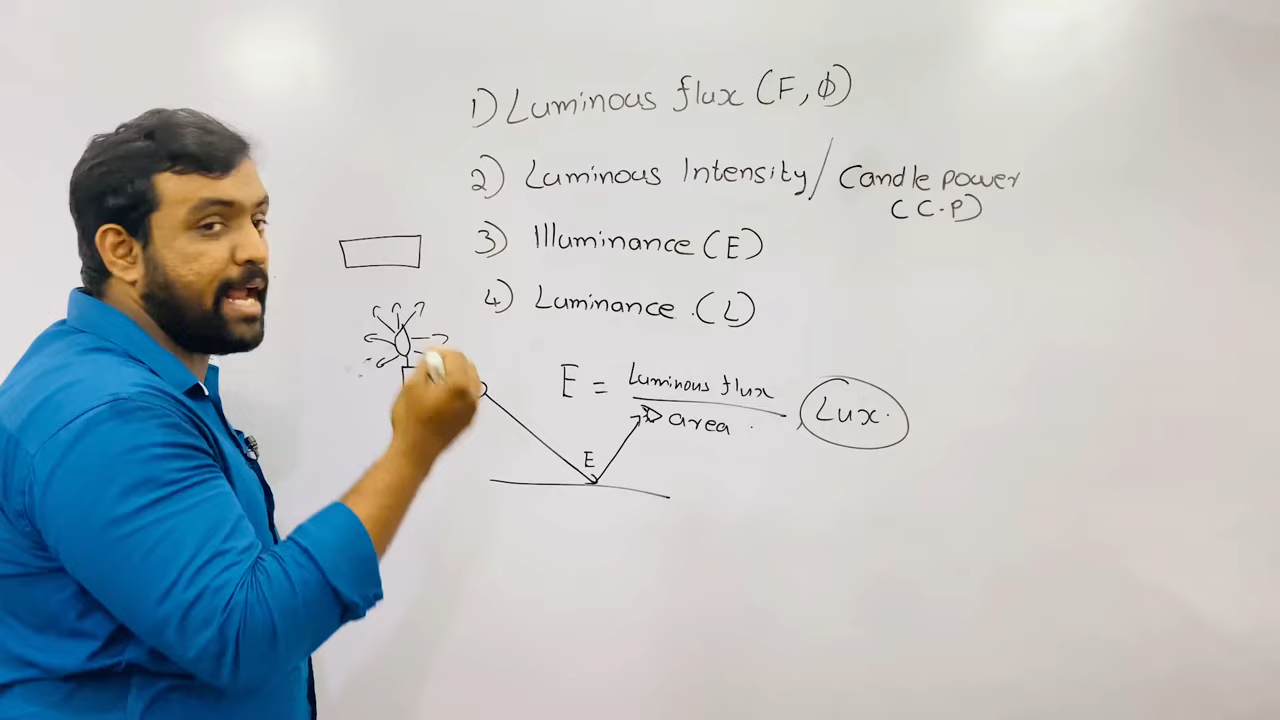 1) Luminous flux (F, Φ)
2) Luminous Intensity / Candle power
(C.P)
3) Illuminance (E)
4) Luminance (L)
E = Luminous flux
area
Lux.
E